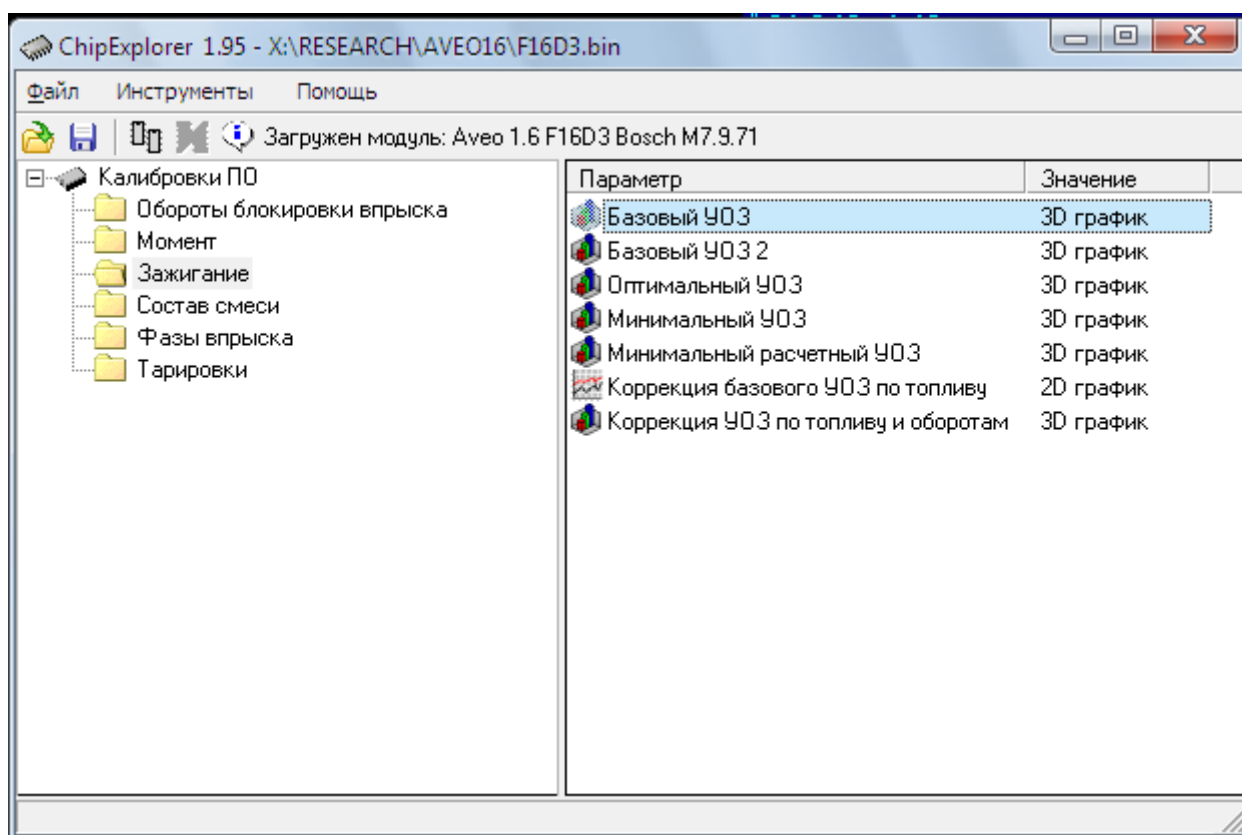 ChipExplorer 1.95 - X:\RESEARCH\AVEO16\F16D3.bin
Файл Инструменты Помощь
Загружен модуль: Aveo 1.6 F16D3 Bosch M7.9.71
Калибровки ПО
Обороты блокировки впрыска
Момент
Зажигание
Состав смеси
Фазы впрыска
Тарировки
Параметр Значение
Базовый УОЗ 3D график
Базовый УОЗ 2 3D график
Оптимальный УОЗ 3D график
Минимальный УОЗ 3D график
Минимальный расчетный УОЗ 3D график
Коррекция базового УОЗ по топливу 2D график
Коррекция УОЗ по топливу и оборотам 3D график